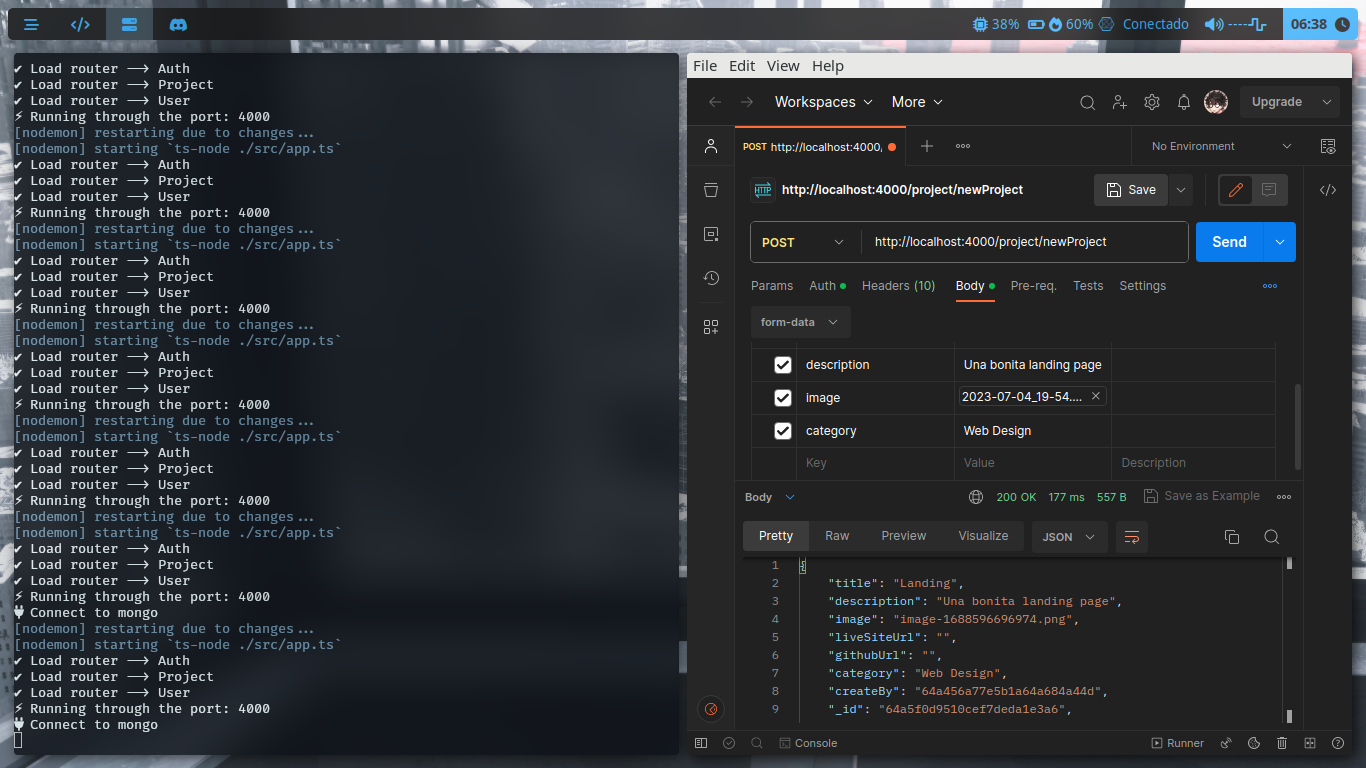 38% 60% Conectado ---- 06:38
✔ Load router —> Auth
✔ Load router —> Project
✔ Load router —> User
⚡ Running through the port: 4000
[nodemon] restarting due to changes...
[nodemon] starting `ts-node ./src/app.ts`
✔ Load router —> Auth
✔ Load router —> Project
✔ Load router —> User
⚡ Running through the port: 4000
[nodemon] restarting due to changes...
[nodemon] starting `ts-node ./src/app.ts`
✔ Load router —> Auth
✔ Load router —> Project
✔ Load router —> User
⚡ Running through the port: 4000
[nodemon] restarting due to changes...
[nodemon] starting `ts-node ./src/app.ts`
✔ Load router —> Auth
✔ Load router —> Project
✔ Load router —> User
⚡ Running through the port: 4000
[nodemon] restarting due to changes...
[nodemon] starting `ts-node ./src/app.ts`
✔ Load router —> Auth
✔ Load router —> Project
✔ Load router —> User
⚡ Running through the port: 4000
[nodemon] restarting due to changes...
[nodemon] starting `ts-node ./src/app.ts`
✔ Load router —> Auth
✔ Load router —> Project
✔ Load router —> User
⚡ Running through the port: 4000
Connect to mongo
[nodemon] restarting due to changes...
[nodemon] starting `ts-node ./src/app.ts`
✔ Load router —> Auth
✔ Load router —> Project
✔ Load router —> User
⚡ Running through the port: 4000
Connect to mongo
File Edit View Help
Workspaces More Upgrade
POST http://localhost:4000, No Environment
HTTP http://localhost:4000/project/newProject Save
POST http://localhost:4000/project/newProject Send
Params Auth Headers (10) Body Pre-req. Tests Settings
form-data
description Una bonita landing page
image 2023-07-04_19-54....
category Web Design
Key Value Description
Body 200 OK 177 ms 557 B Save as Example
Pretty Raw Preview Visualize JSON
1 {
2 "title": "Landing",
3 "description": "Una bonita landing page",
4 "image": "image-1688596696974.png",
5 "liveSiteUrl": "",
6 "githubUrl": "",
7 "category": "Web Design",
8 "createBy": "64a456a77e5b1a64a684a44d",
9 "_id": "64a5f0d9510cef7deda1e3a6",
Console Runner